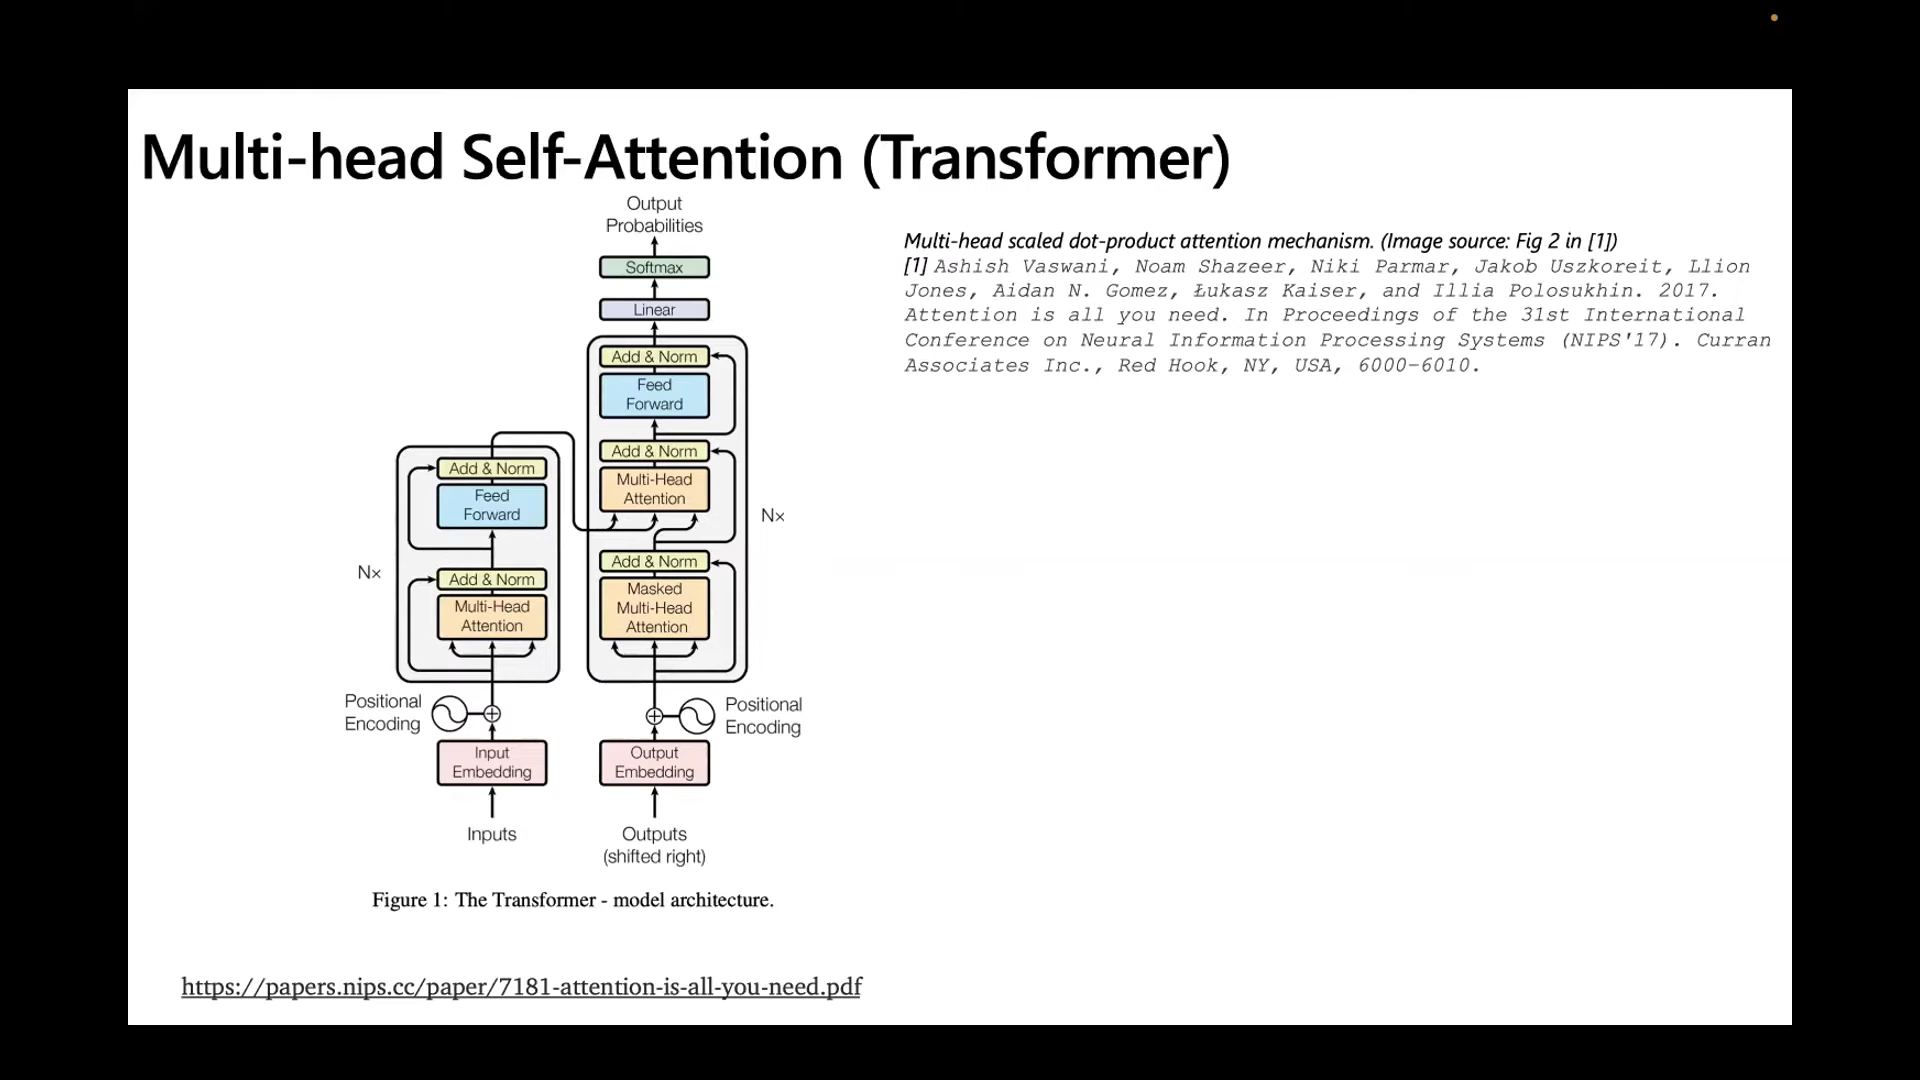 Multi-head Self-Attention (Transformer)
Output
Probabilities
Softmax
Linear
Add & Norm
Feed
Forward
Add & Norm
Multi-Head
Attention
Nx
Add & Norm
Masked
Multi-Head
Attention
Add & Norm
Feed
Forward
Nx
Add & Norm
Multi-Head
Attention
Positional
Encoding
Positional
Encoding
Input
Embedding
Output
Embedding
Inputs
Outputs
(shifted right)
Figure 1: The Transformer - model architecture.
Multi-head scaled dot-product attention mechanism. (Image source: Fig 2 in [1])
[1] Ashish Vaswani, Noam Shazeer, Niki Parmar, Jakob Uszkoreit, Llion
Jones, Aidan N. Gomez, Łukasz Kaiser, and Illia Polosukhin. 2017.
Attention is all you need. In Proceedings of the 31st International
Conference on Neural Information Processing Systems (NIPS'17). Curran
Associates Inc., Red Hook, NY, USA, 6000–6010.
https://papers.nips.cc/paper/7181-attention-is-all-you-need.pdf